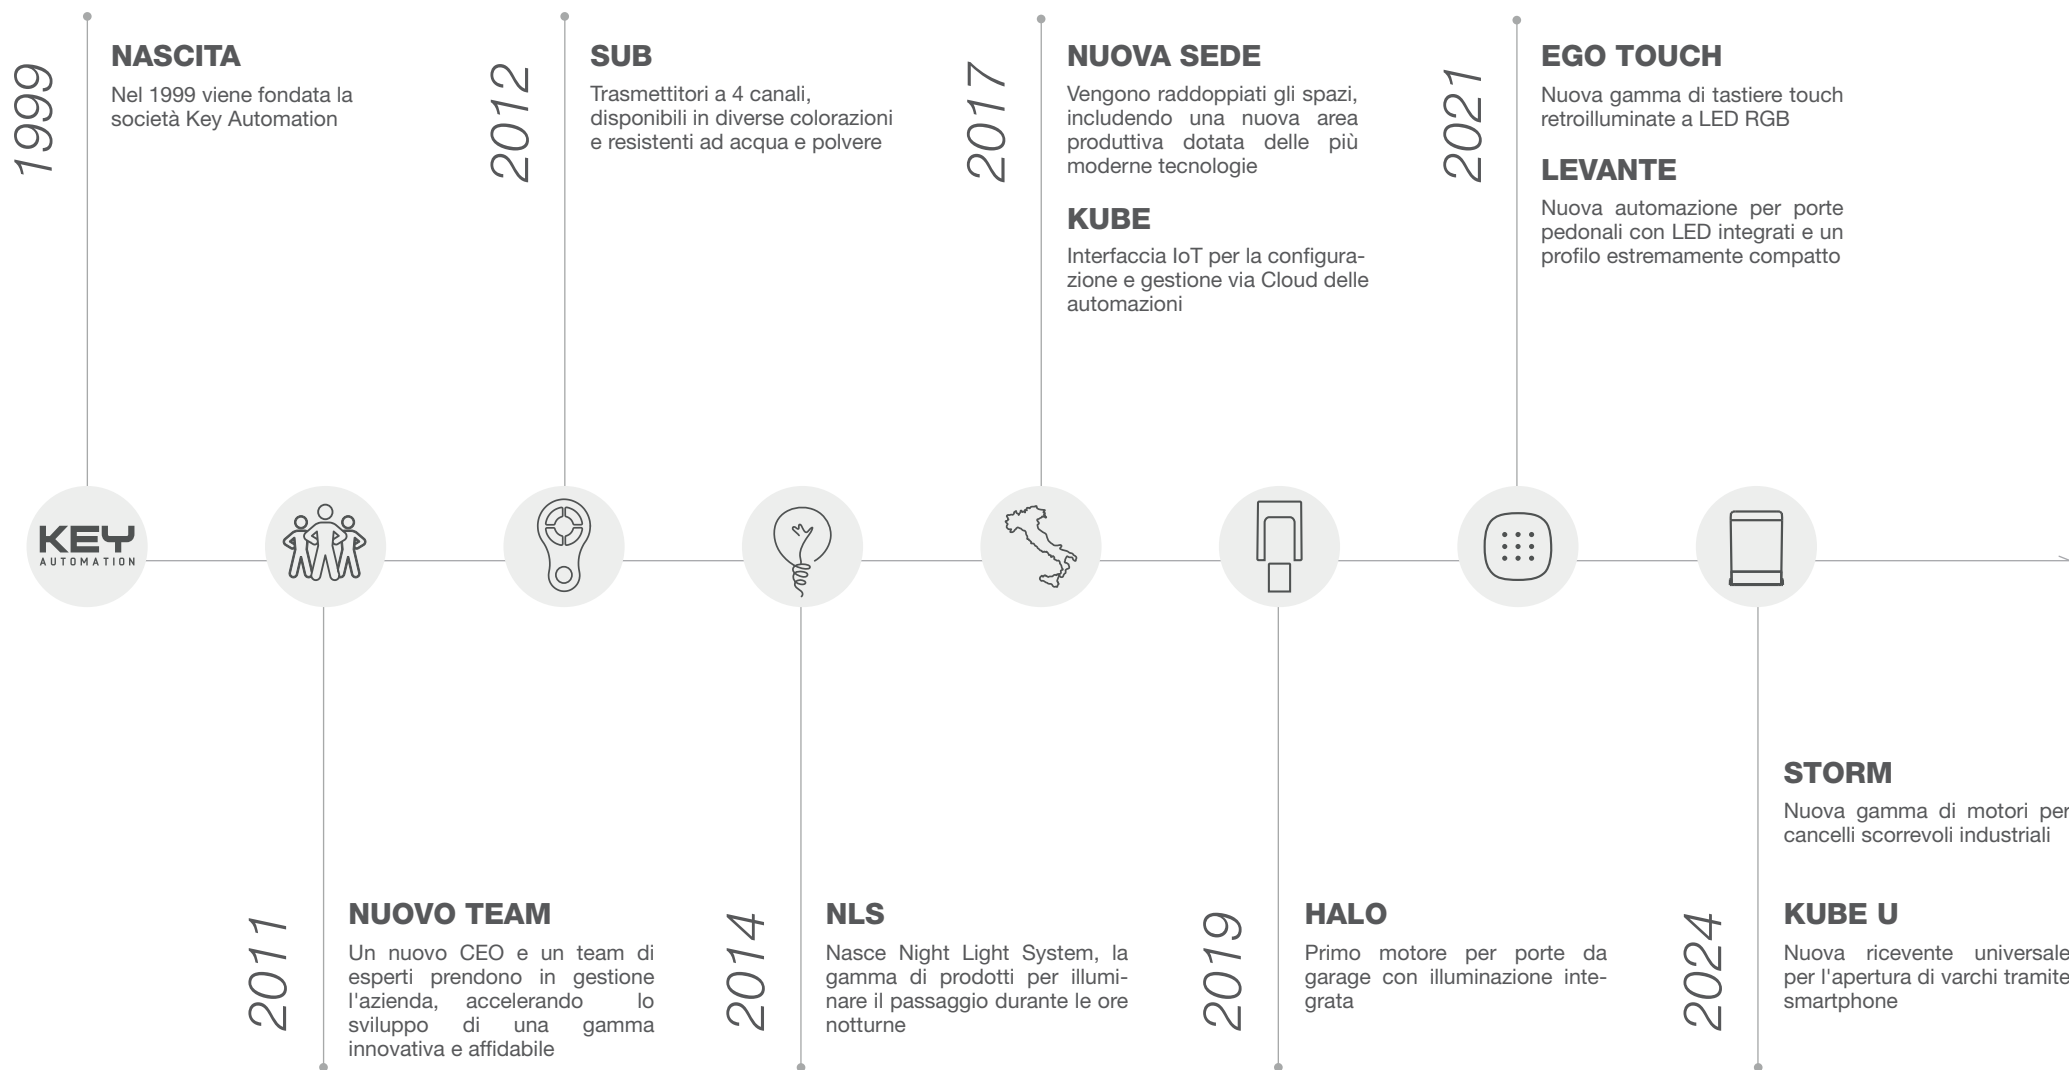 1999
NASCITA
Nel 1999 viene fondata la
società Key Automation
2012
SUB
Trasmettitori a 4 canali,
disponibili in diverse colorazioni
e resistenti ad acqua e polvere
2017
NUOVA SEDE
Vengono raddoppiati gli spazi,
includendo una nuova area
produttiva dotata delle più
moderne tecnologie
KUBE
Interfaccia IoT per la configura-
zione e gestione via Cloud delle
automazioni
2021
EGO TOUCH
Nuova gamma di tastiere touch
retroilluminate a LED RGB
LEVANTE
Nuova automazione per porte
pedonali con LED integrati e un
profilo estremamente compatto
KEY
AUTOMATION
2011
NUOVO TEAM
Un nuovo CEO e un team di
esperti prendono in gestione
l'azienda, accelerando lo
sviluppo di una gamma
innovativa e affidabile
2014
NLS
Nasce Night Light System, la
gamma di prodotti per illumi-
nare il passaggio durante le ore
notturne
2019
HALO
Primo motore per porte da
garage con illuminazione inte-
grata
2024
STORM
Nuova gamma di motori per
cancelli scorrevoli industriali
KUBE U
Nuova ricevente universale
per l'apertura di varchi tramite
smartphone